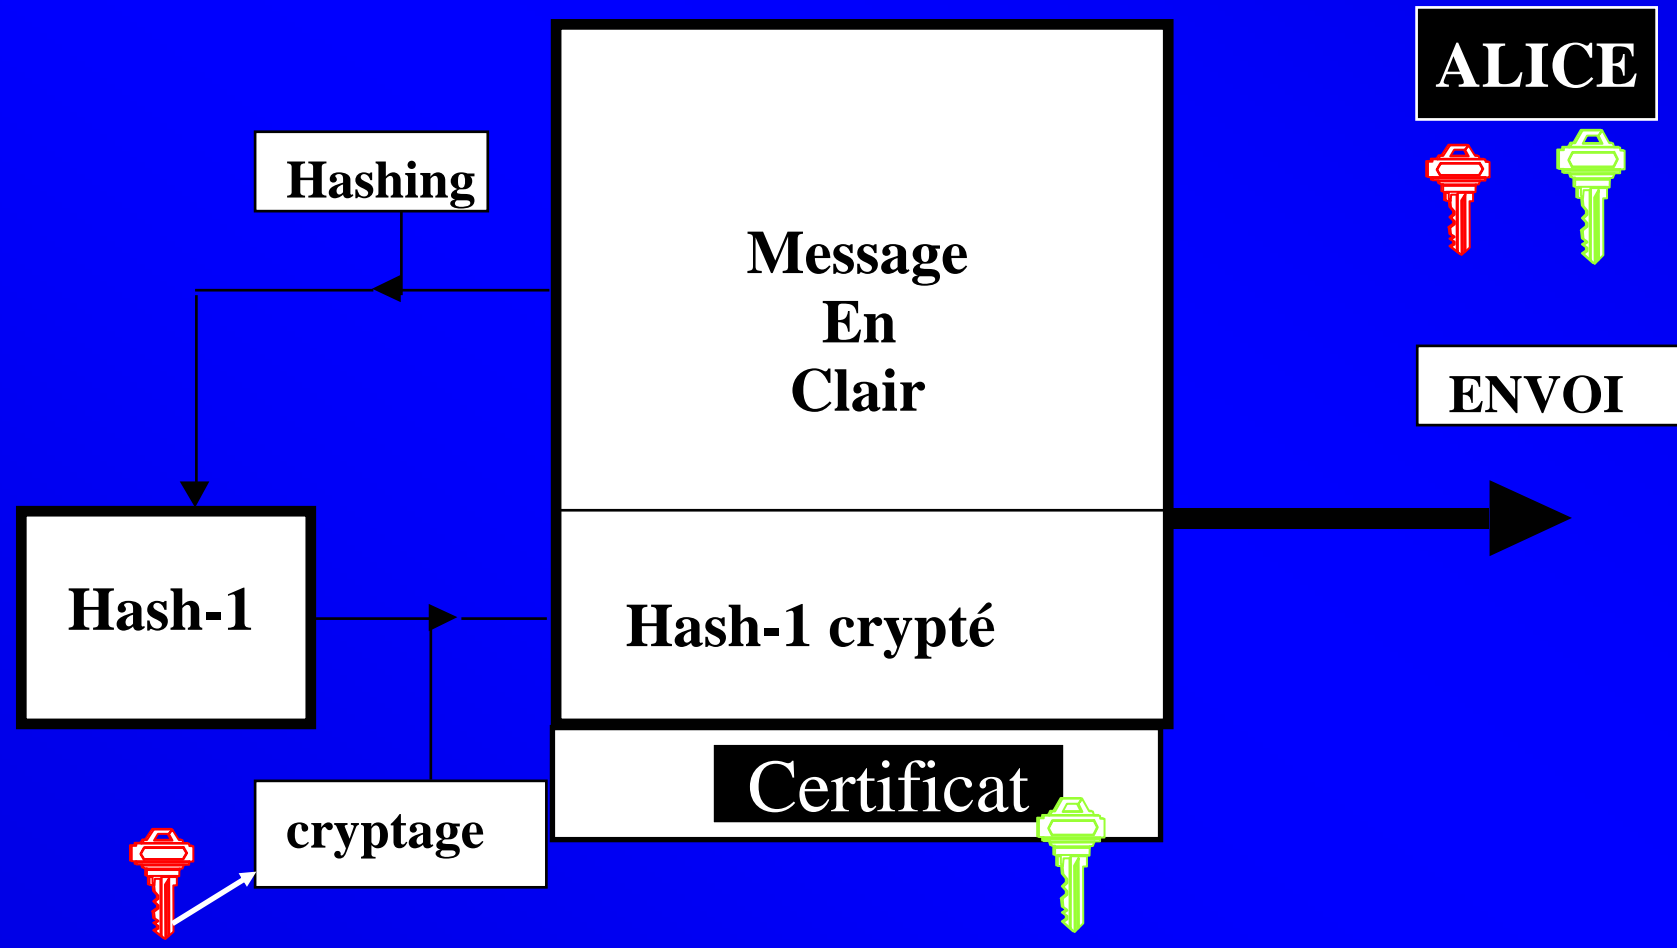 ALICE
Hashing
Message
En
Clair
ENVOI
Hash-1
Hash-1 crypté
Certificat
cryptage